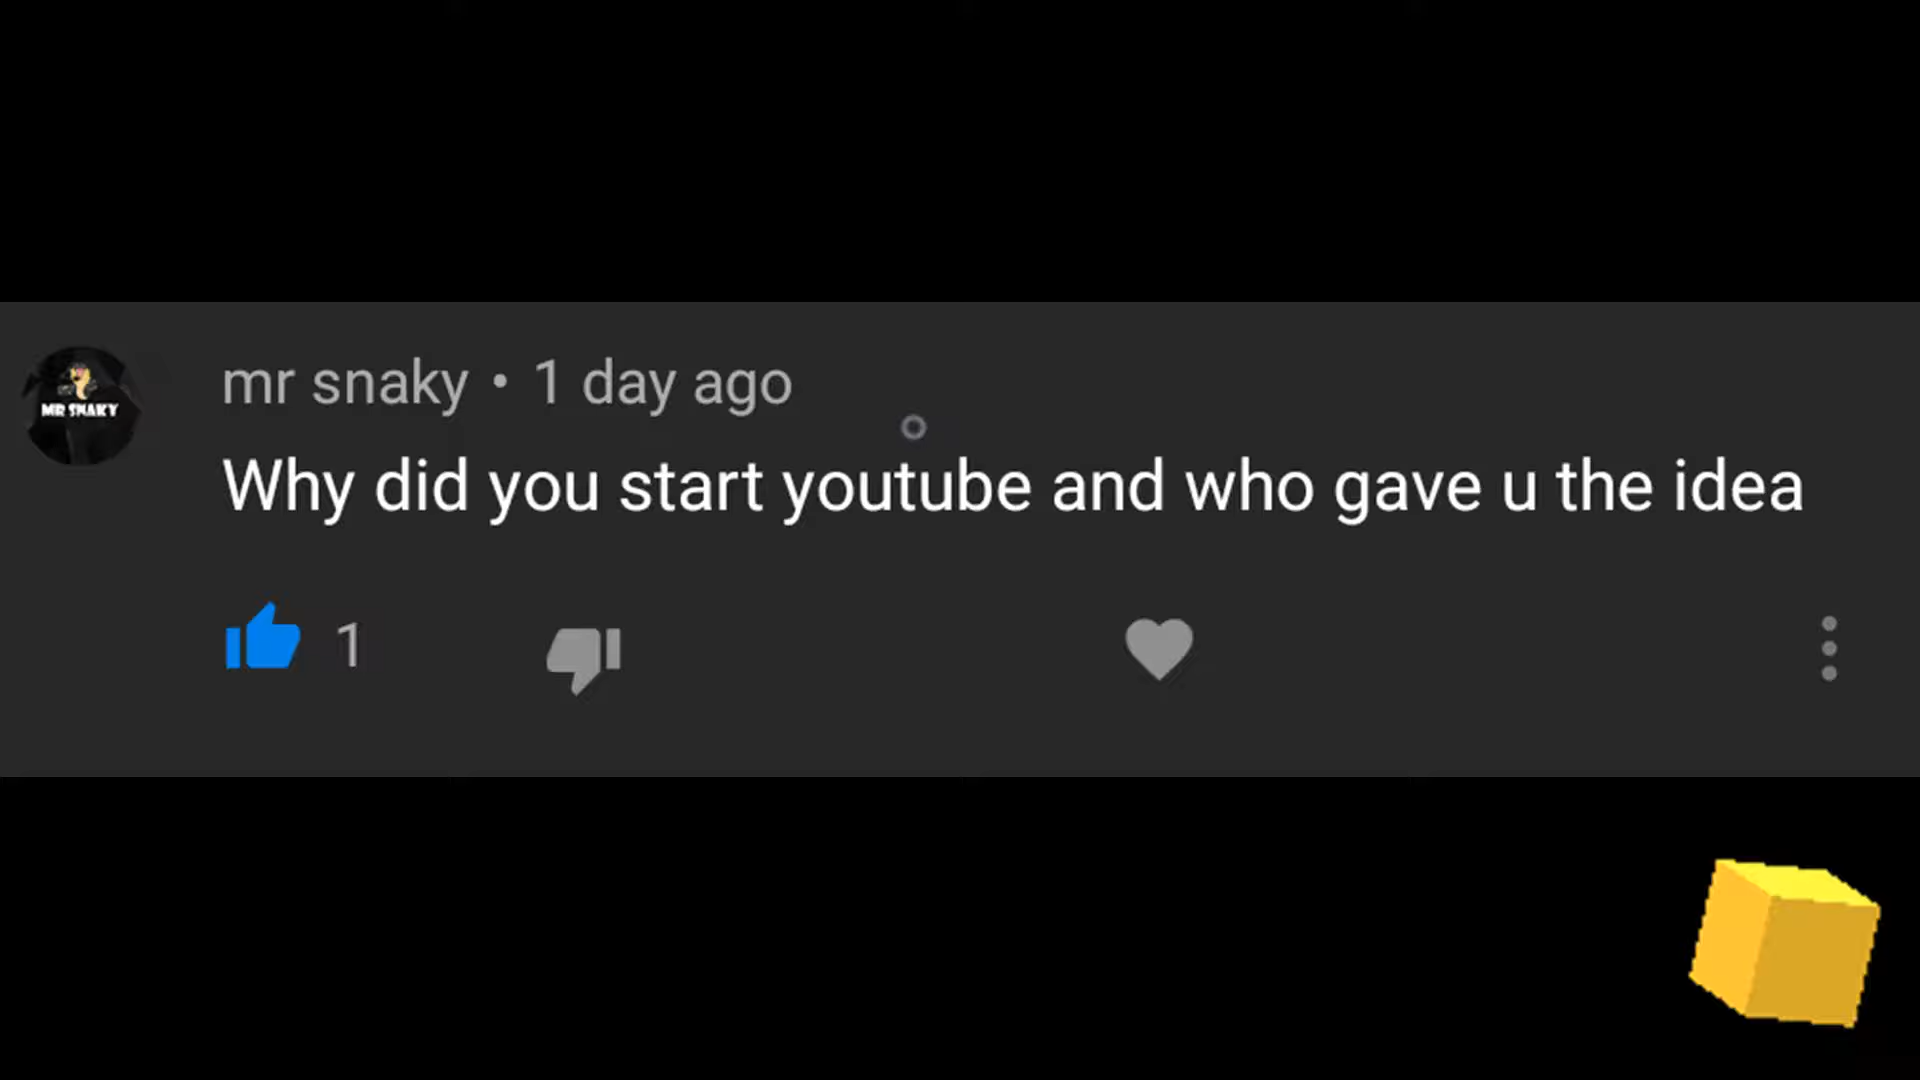 mr snaky • 1 day ago
MR SNAKY
Why did you start youtube and who gave u the idea
1